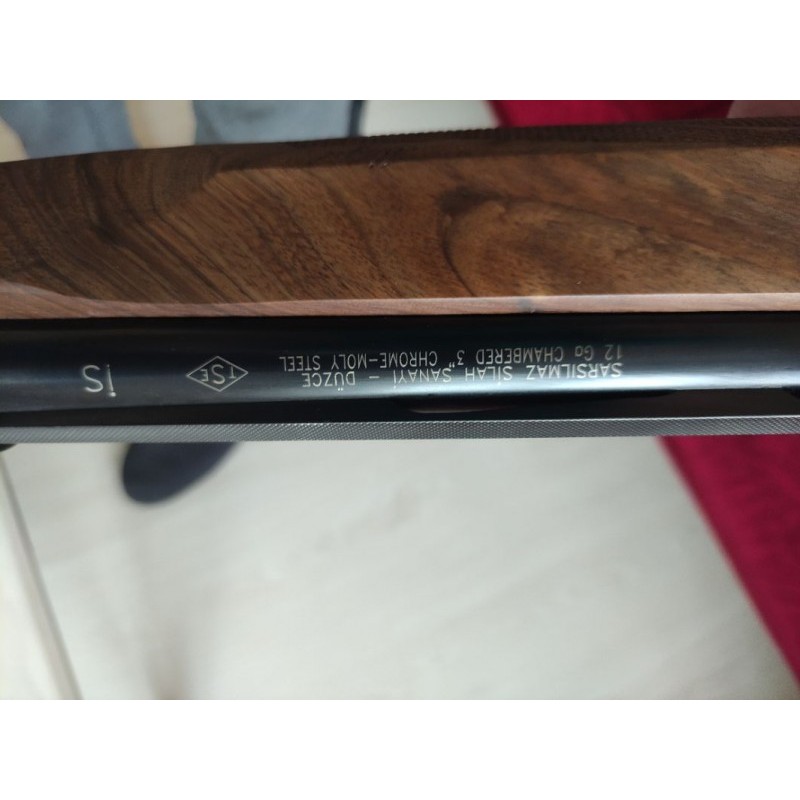 SARSILMAZ SİLAH SANAYİ - DÜZCE
12 Ga CHAMBERED 3" CHROME-MOLY STEEL
TSE
İS